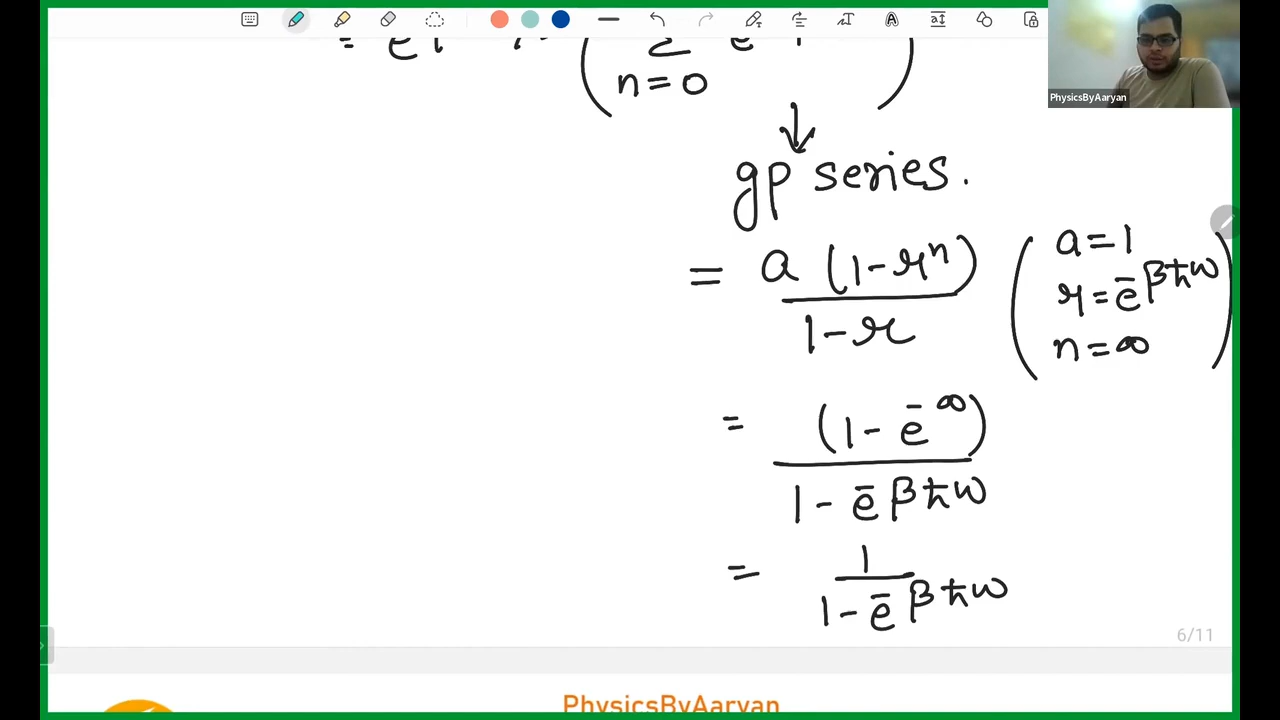 PhysicsByAaryan
n=0
gp series.
= a (1-r^n) / 1-r ( a=1
r=e^-βħω
n=∞ )
= (1-e^-∞) / 1-e^-βħω
= 1 / 1-e^-βħω
6/11
PhysicsByAaryan